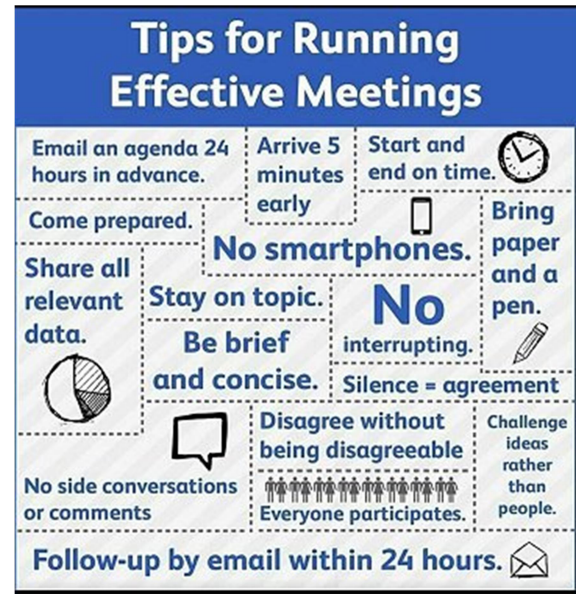 Tips for Running
Effective Meetings
Email an agenda 24
hours in advance.
Arrive 5
minutes
early
Start and
end on time.
Come prepared.
No smartphones.
Bring
paper
and a
pen.
Share all
relevant
data.
Stay on topic.
No
interrupting.
Be brief
and concise.
Silence = agreement
No side conversations
or comments
Disagree without
being disagreeable
Everyone participates.
Challenge
ideas
rather
than
people.
Follow-up by email within 24 hours.